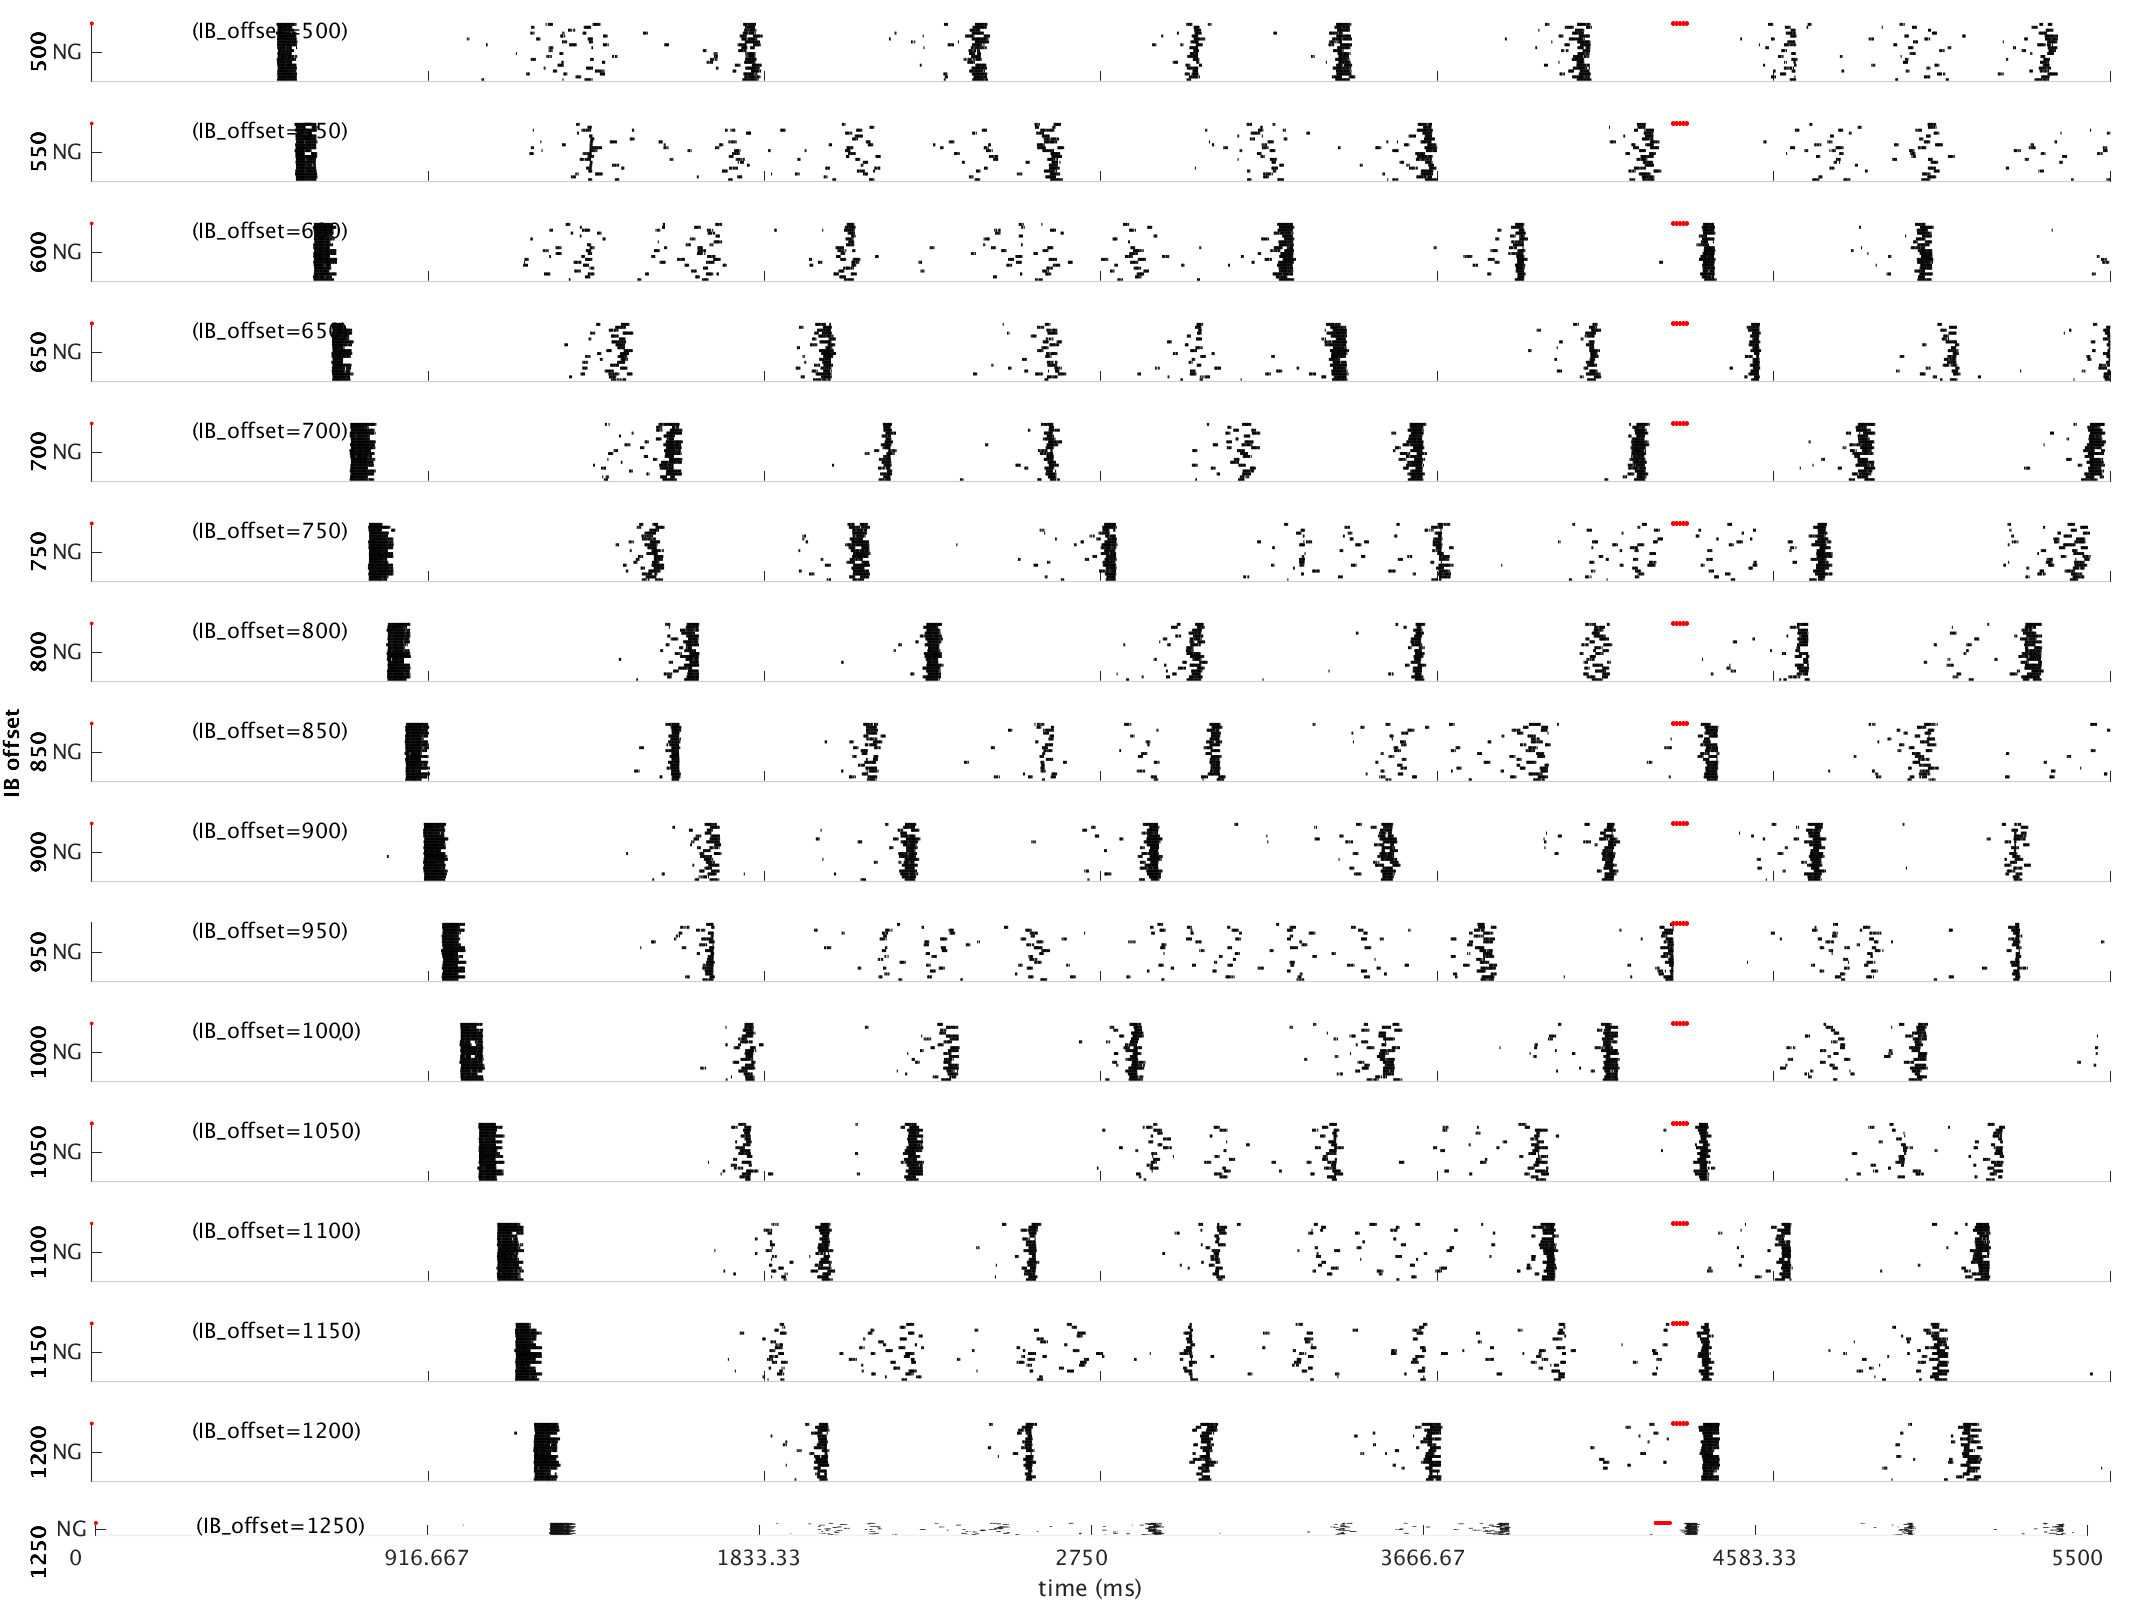 500 NG (IB_offset=500)
550 NG (IB_offset= 50)
600 NG (IB_offset=6 0)
650 NG (IB_offset=650
700 NG (IB_offset=700)
750 NG (IB_offset=750)
800 NG (IB_offset=800)
IB offset
850 NG (IB_offset=850)
900 NG (IB_offset=900)
950 NG (IB_offset=950)
1000 NG (IB_offset=1000)
1050 NG (IB_offset=1050)
1100 NG (IB_offset=1100)
1150 NG (IB_offset=1150)
1200 NG (IB_offset=1200)
1250 NG (IB_offset=1250)
0 916.667 1833.33 2750 3666.67 4583.33 5500
time (ms)